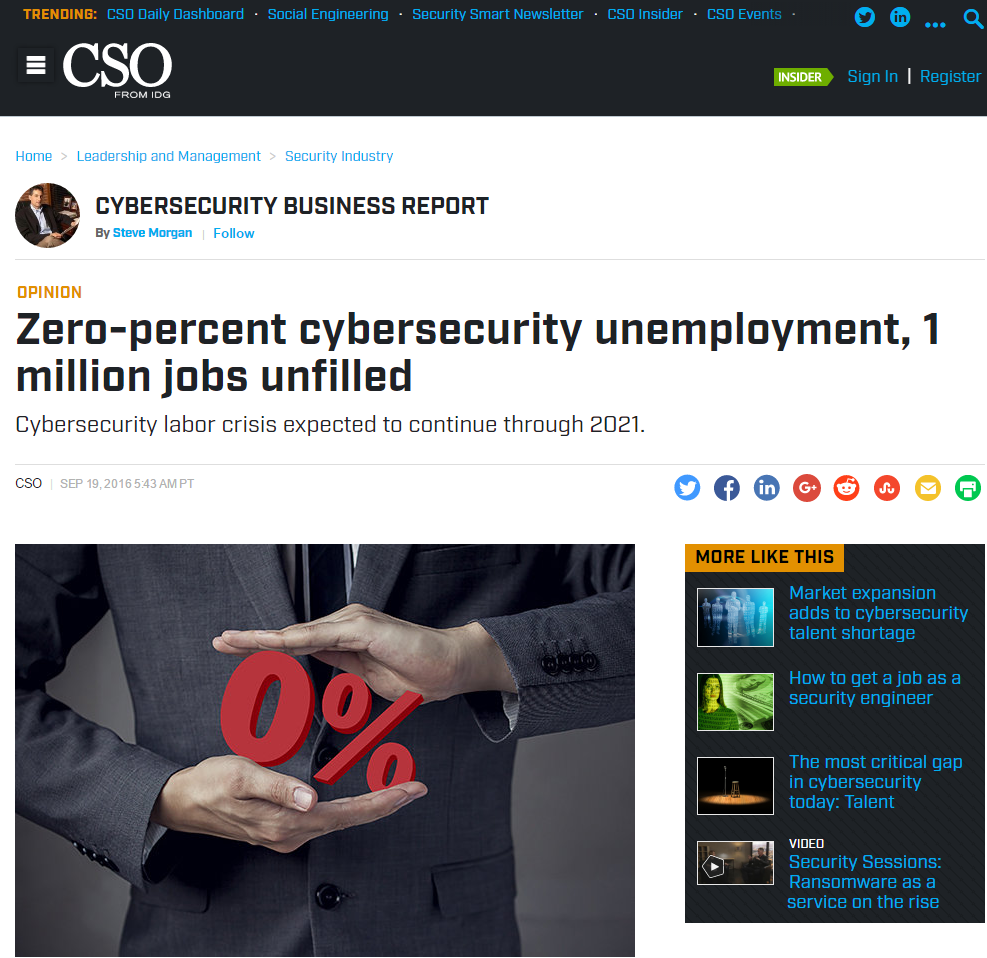 TRENDING: CSO Daily Dashboard · Social Engineering · Security Smart Newsletter · CSO Insider · CSO Events ·
CSO
FROM IDG
INSIDER Sign In | Register
Home > Leadership and Management > Security Industry
CYBERSECURITY BUSINESS REPORT
By Steve Morgan | Follow
OPINION
Zero-percent cybersecurity unemployment, 1
million jobs unfilled
Cybersecurity labor crisis expected to continue through 2021.
CSO | SEP 19, 2016 5:43 AM PT
0%
MORE LIKE THIS
Market expansion
adds to cybersecurity
talent shortage
How to get a job as a
security engineer
The most critical gap
in cybersecurity
today: Talent
VIDEO
Security Sessions:
Ransomware as a
service on the rise